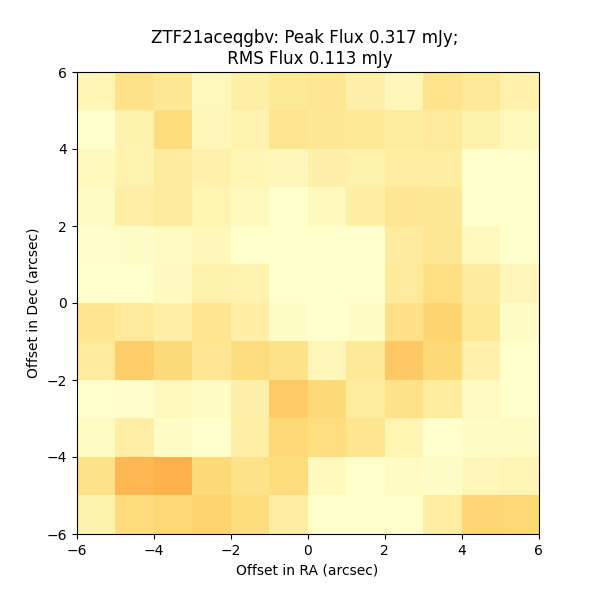 ZTF21aceqgbv: Peak Flux 0.317 mJy;
RMS Flux 0.113 mJy
6
4
2
0
−2
−4
−6
Offset in Dec (arcsec)
−6 −4 −2 0 2 4 6
Offset in RA (arcsec)